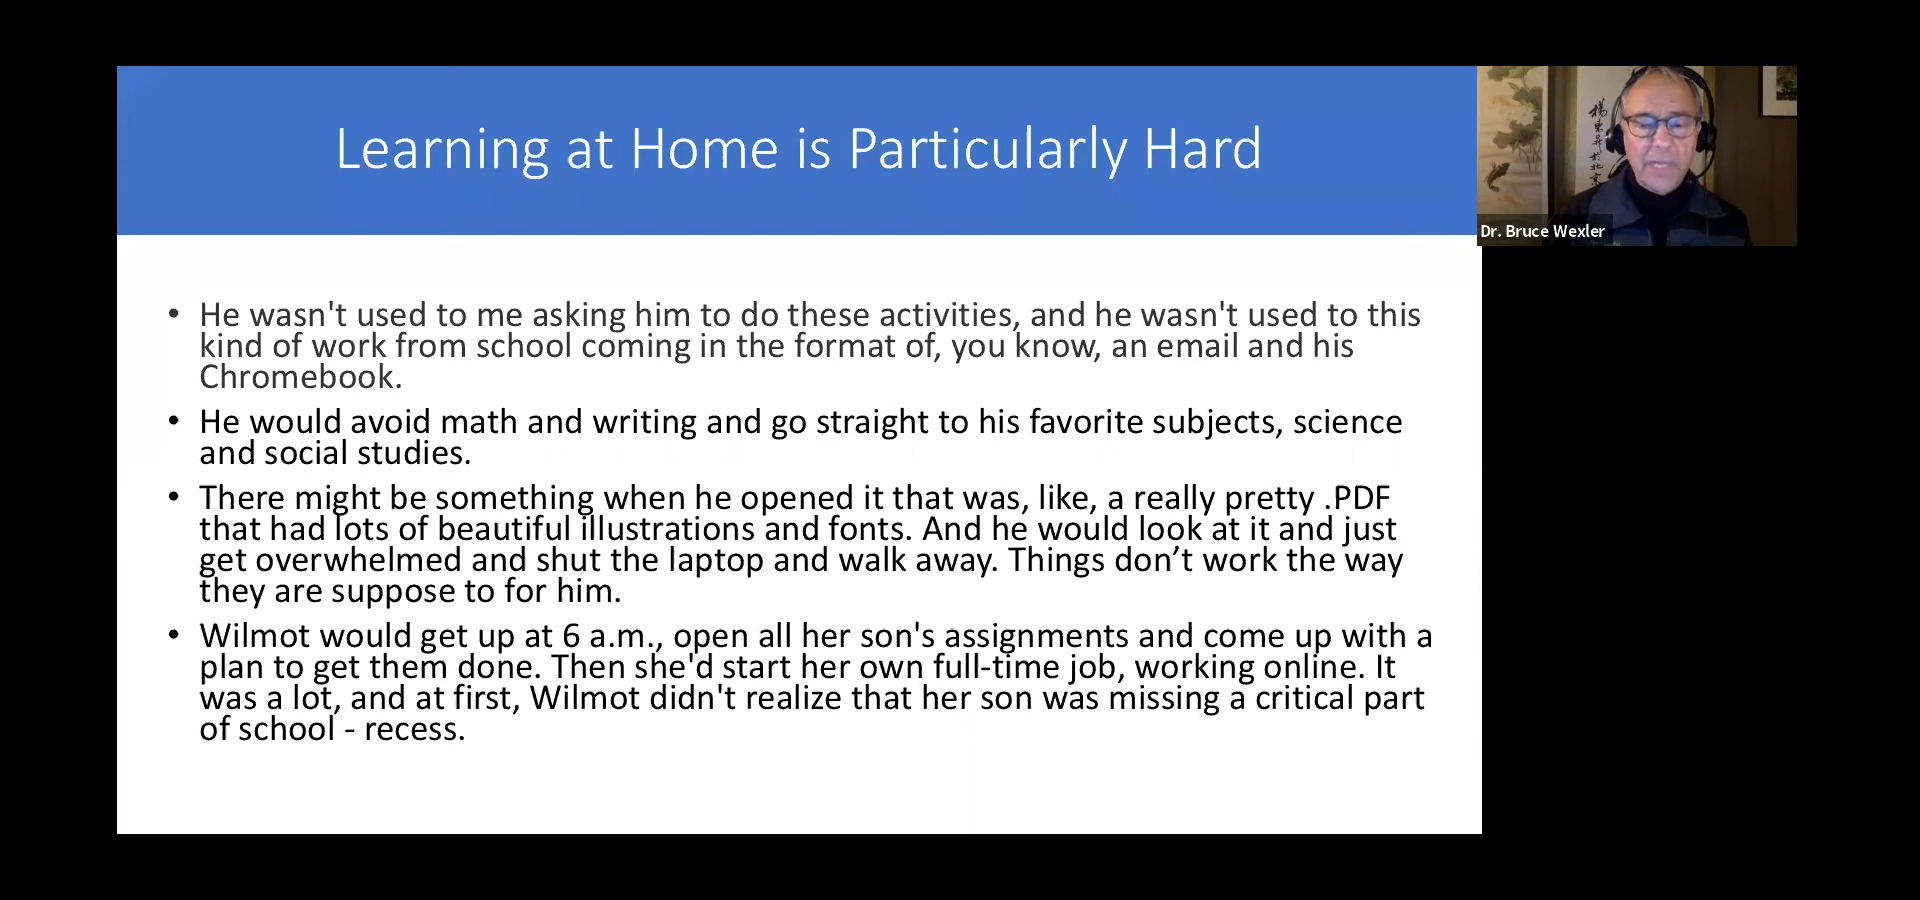 Learning at Home is Particularly Hard
• He wasn't used to me asking him to do these activities, and he wasn't used to this
kind of work from school coming in the format of, you know, an email and his
Chromebook.
• He would avoid math and writing and go straight to his favorite subjects, science
and social studies.
• There might be something when he opened it that was, like, a really pretty .PDF
that had lots of beautiful illustrations and fonts. And he would look at it and just
get overwhelmed and shut the laptop and walk away. Things don’t work the way
they are suppose to for him.
• Wilmot would get up at 6 a.m., open all her son's assignments and come up with a
plan to get them done. Then she'd start her own full-time job, working online. It
was a lot, and at first, Wilmot didn't realize that her son was missing a critical part
of school - recess.
Dr. Bruce Wexler